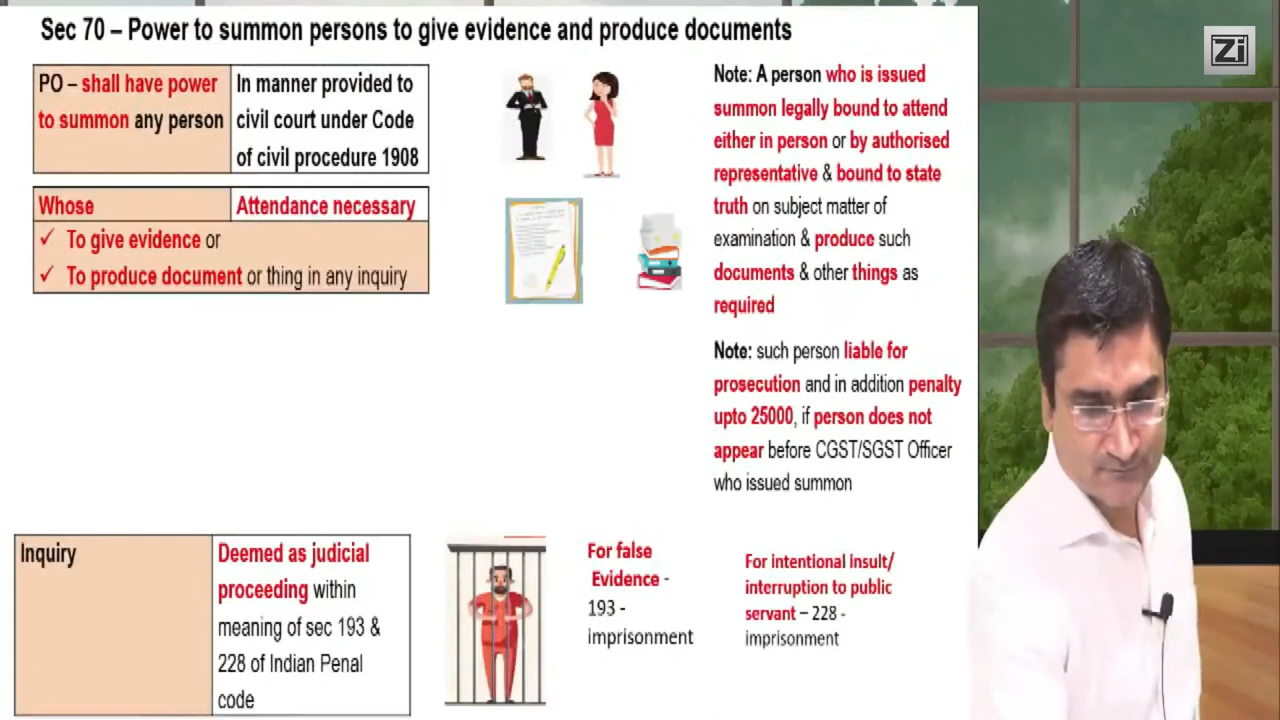 Sec 70 – Power to summon persons to give evidence and produce documents
PO – shall have power
to summon any person
In manner provided to
civil court under Code
of civil procedure 1908
Whose
Attendance necessary
✓ To give evidence or
✓ To produce document or thing in any inquiry
Note: A person who is issued
summon legally bound to attend
either in person or by authorised
representative & bound to state
truth on subject matter of
examination & produce such
documents & other things as
required
Note: such person liable for
prosecution and in addition penalty
upto 25000, if person does not
appear before CGST/SGST Officer
who issued summon
Inquiry
Deemed as judicial
proceeding within
meaning of sec 193 &
228 of Indian Penal
code
For false
Evidence -
193 -
imprisonment
For intentional insult/
interruption to public
servant – 228 -
imprisonment
Zi